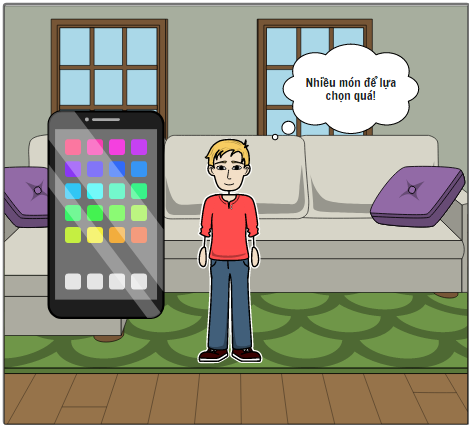 Nhiều món để lựa
chọn quá!